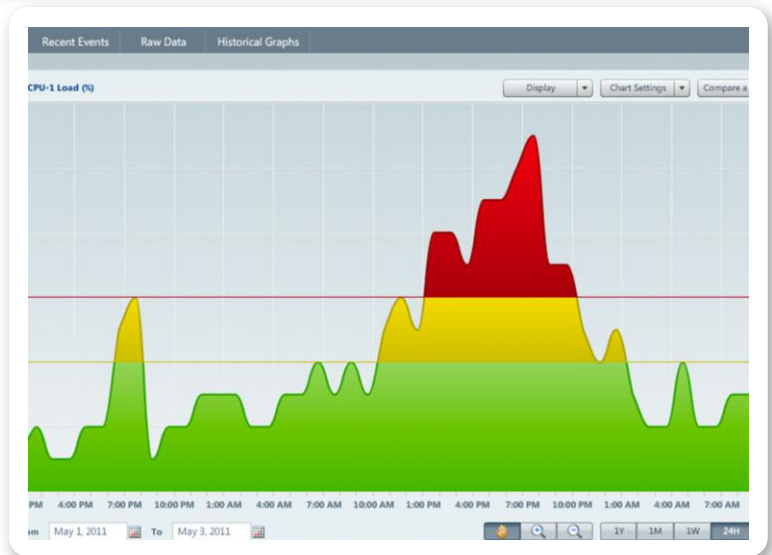 Recent Events Raw Data Historical Graphs
CPU-1 Load (%) Display Chart Settings Compare a
PM 4:00 PM 7:00 PM 10:00 PM 1:00 AM 4:00 AM 7:00 AM 10:00 AM 1:00 PM 4:00 PM 7:00 PM 10:00 PM 1:00 AM 4:00 AM 7:00 AM
om May 1, 2011 To May 3, 2011 1Y 1M 1W 24H